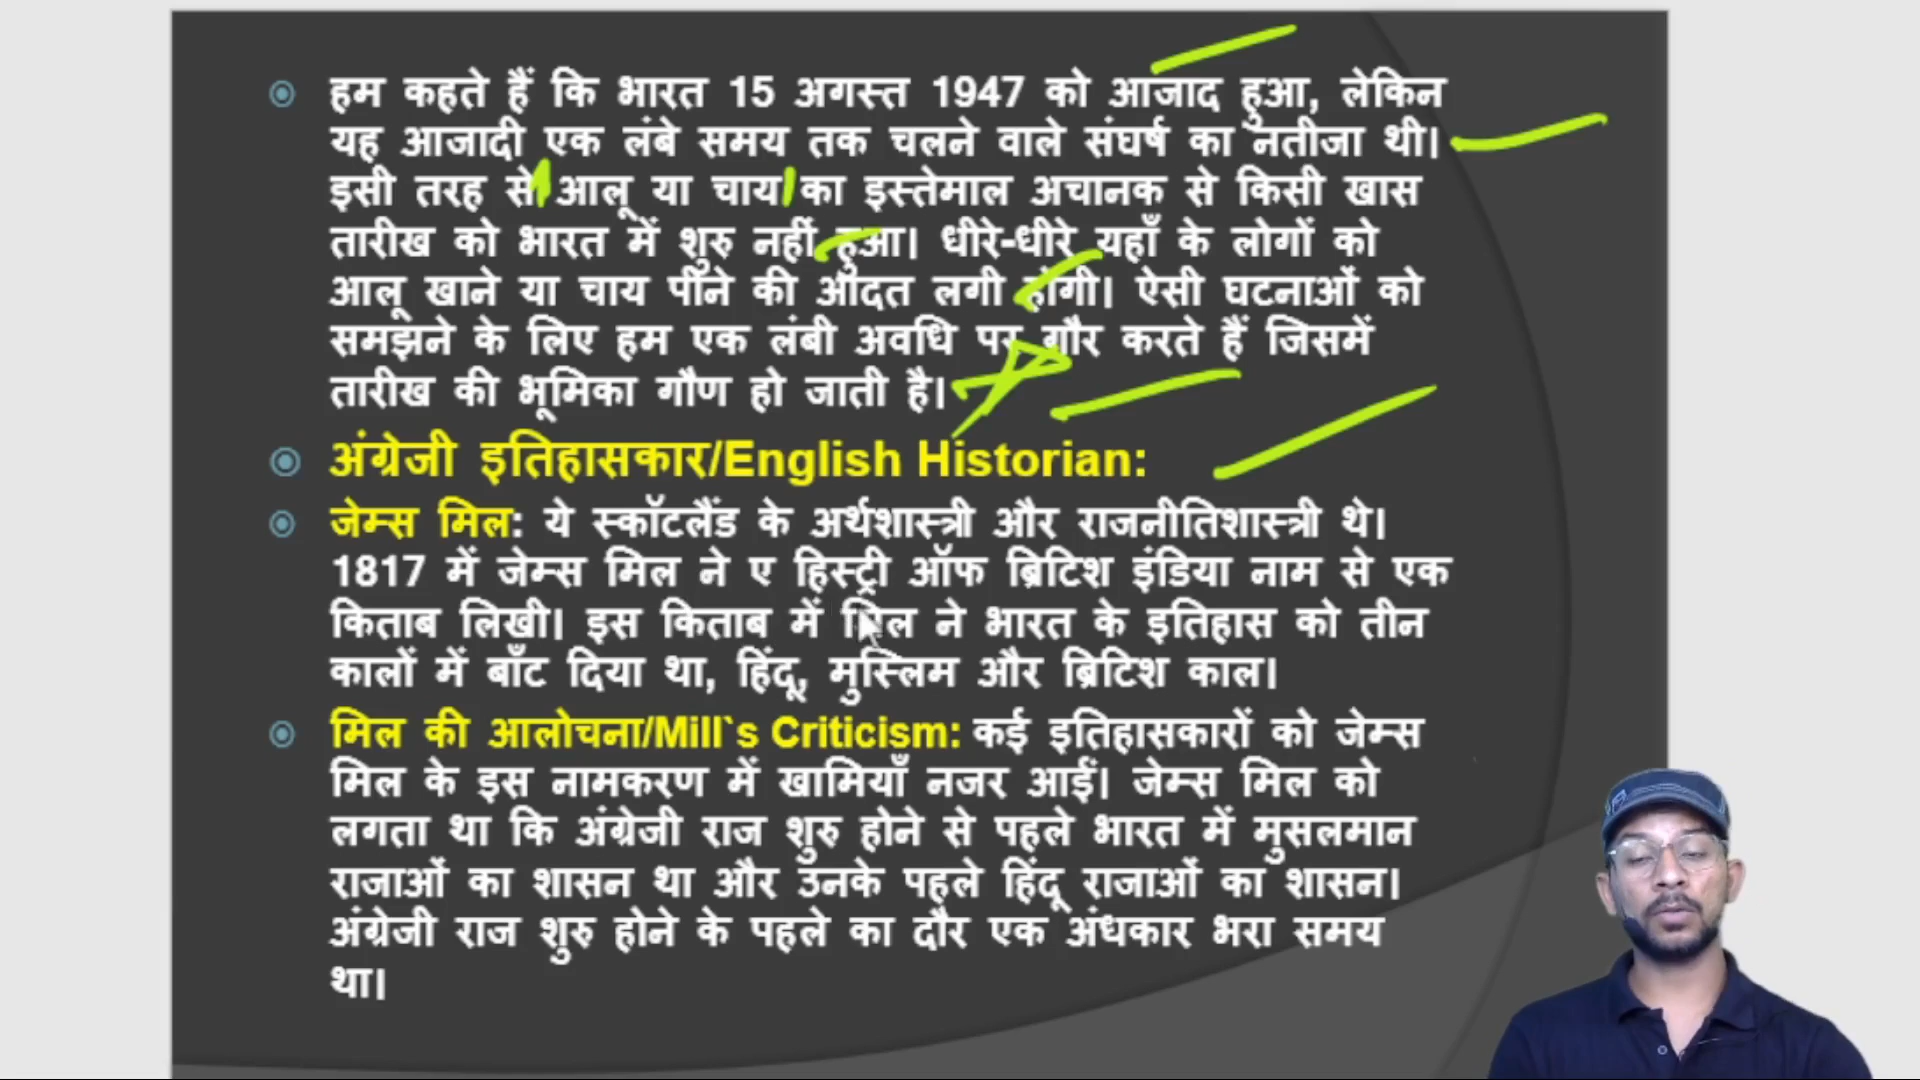 हम कहते हैं कि भारत 15 अगस्त 1947 को आजाद हुआ, लेकिन
यह आजादी एक लंबे समय तक चलने वाले संघर्ष का नतीजा थी।
इसी तरह से आलू या चाय का इस्तेमाल अचानक से किसी खास
तारीख को भारत में शुरु नहीं हुआ। धीरे-धीरे यहाँ के लोगों को
आलू खाने या चाय पीने की आदत लगी होगी। ऐसी घटनाओं को
समझने के लिए हम एक लंबी अवधि पर गौर करते हैं जिसमें
तारीख की भूमिका गौण हो जाती है।
अंग्रेजी इतिहासकार/English Historian:
जेम्स मिल: ये स्कॉटलैंड के अर्थशास्त्री और राजनीतिशास्त्री थे।
1817 में जेम्स मिल ने ए हिस्ट्री ऑफ ब्रिटिश इंडिया नाम से एक
किताब लिखी। इस किताब में मिल ने भारत के इतिहास को तीन
कालों में बाँट दिया था, हिंदू, मुस्लिम और ब्रिटिश काल।
मिल की आलोचना/Mill`s Criticism: कई इतिहासकारों को जेम्स
मिल के इस नामकरण में खामियाँ नजर आईं। जेम्स मिल को
लगता था कि अंग्रेजी राज शुरु होने से पहले भारत में मुसलमान
राजाओं का शासन था और उनके पहले हिंदू राजाओं का शासन।
अंग्रेजी राज शुरु होने के पहले का दौर एक अंधकार भरा समय
था।